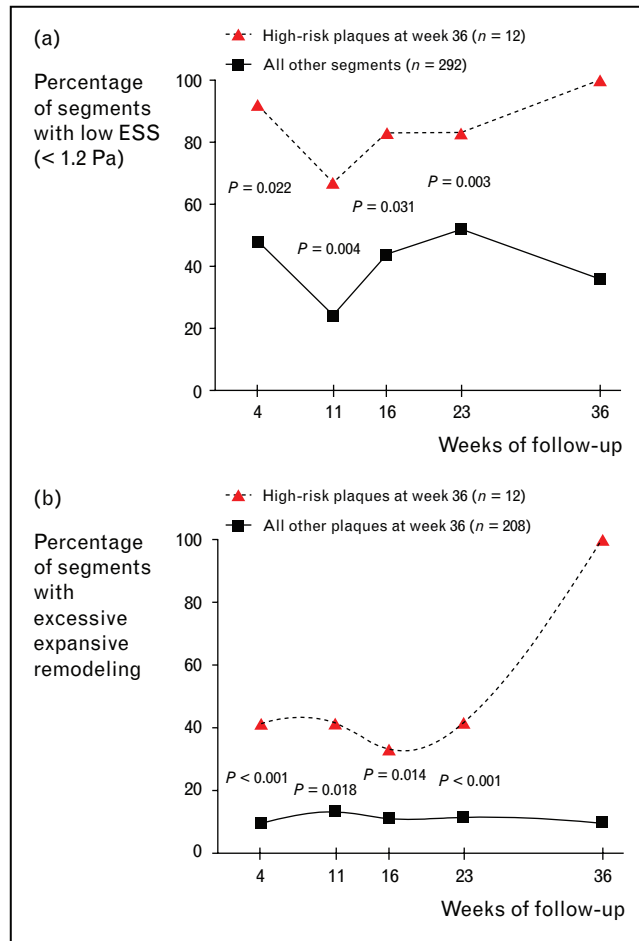 (a)
High-risk plaques at week 36 (n = 12)
All other segments (n = 292)
Percentage
of segments
with low ESS
(< 1.2 Pa)
100
80
60
40
20
0
P = 0.022
P = 0.004
P = 0.031
P = 0.003
4 11 16 23 36
Weeks of follow-up
(b)
High-risk plaques at week 36 (n = 12)
All other plaques at week 36 (n = 208)
Percentage
of segments
with
excessive
expansive
remodeling
100
80
60
40
20
0
P < 0.001
P = 0.018
P = 0.014
P < 0.001
4 11 16 23 36
Weeks of follow-up